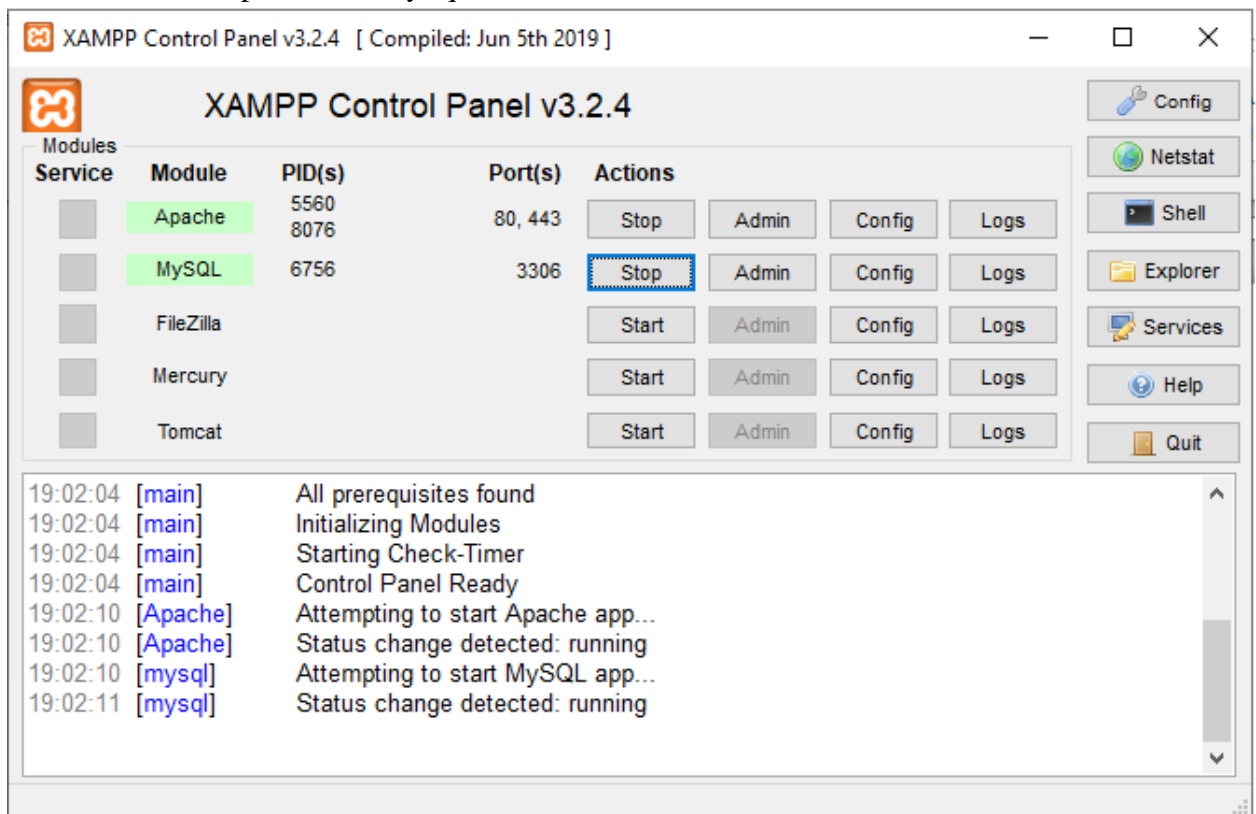 XAMPP Control Panel v3.2.4 [ Compiled: Jun 5th 2019 ]
XAMPP Control Panel v3.2.4
Config
Modules
Netstat
Service Module PID(s) Port(s) Actions
Apache 5560 8076 80, 443 Stop Admin Config Logs
Shell
MySQL 6756 3306 Stop Admin Config Logs
Explorer
FileZilla Start Admin Config Logs
Services
Mercury Start Admin Config Logs
Help
Tomcat Start Admin Config Logs
Quit
19:02:04 [main] All prerequisites found
19:02:04 [main] Initializing Modules
19:02:04 [main] Starting Check-Timer
19:02:04 [main] Control Panel Ready
19:02:10 [Apache] Attempting to start Apache app...
19:02:10 [Apache] Status change detected: running
19:02:10 [mysql] Attempting to start MySQL app...
19:02:11 [mysql] Status change detected: running